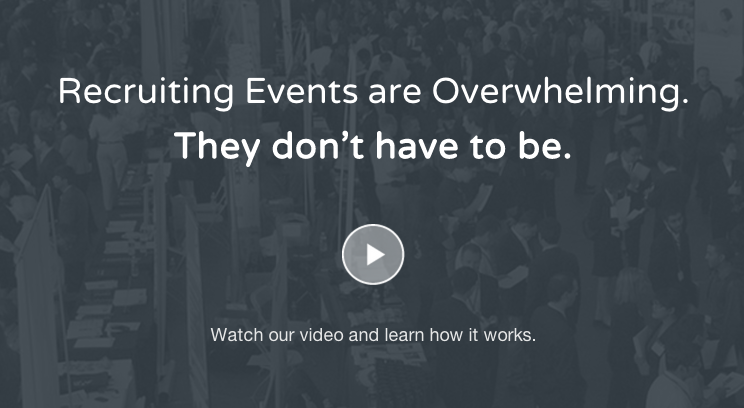 Recruiting Events are Overwhelming.
They don’t have to be.
Watch our video and learn how it works.